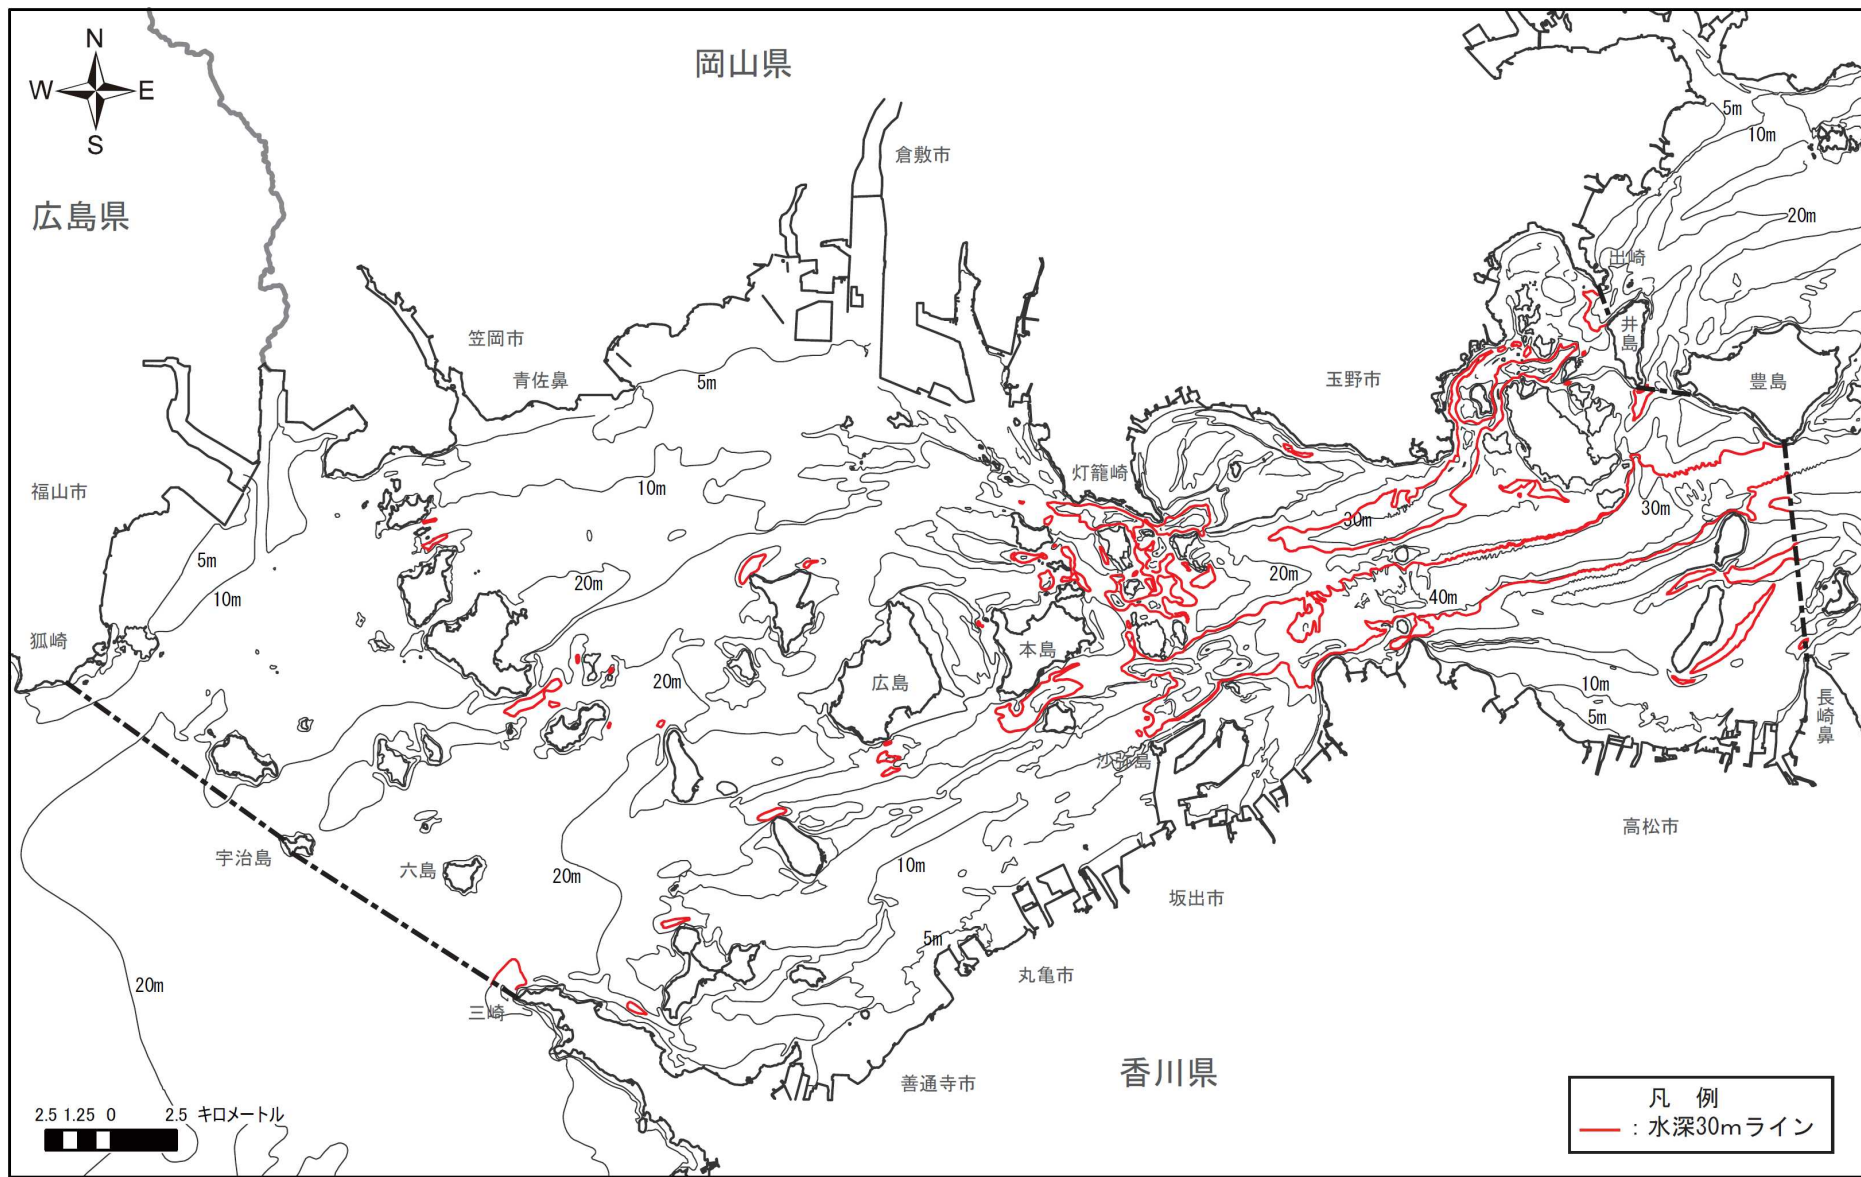 N
W E
S
岡山県
広島県
倉敷市
5m
10m
20m
出崎
井島
豊島
笠岡市
青佐鼻
5m
玉野市
福山市
10m
灯籠崎
30m
30m
5m
10m
20m
20m
40m
狐崎
本島
広島
20m
10m
5m
長崎鼻
沙弥島
高松市
宇治島
六島
20m
10m
坂出市
5m
丸亀市
20m
三崎
善通寺市
香川県
2.5 1.25 0 2.5 キロメートル
凡 例
：水深30mライン